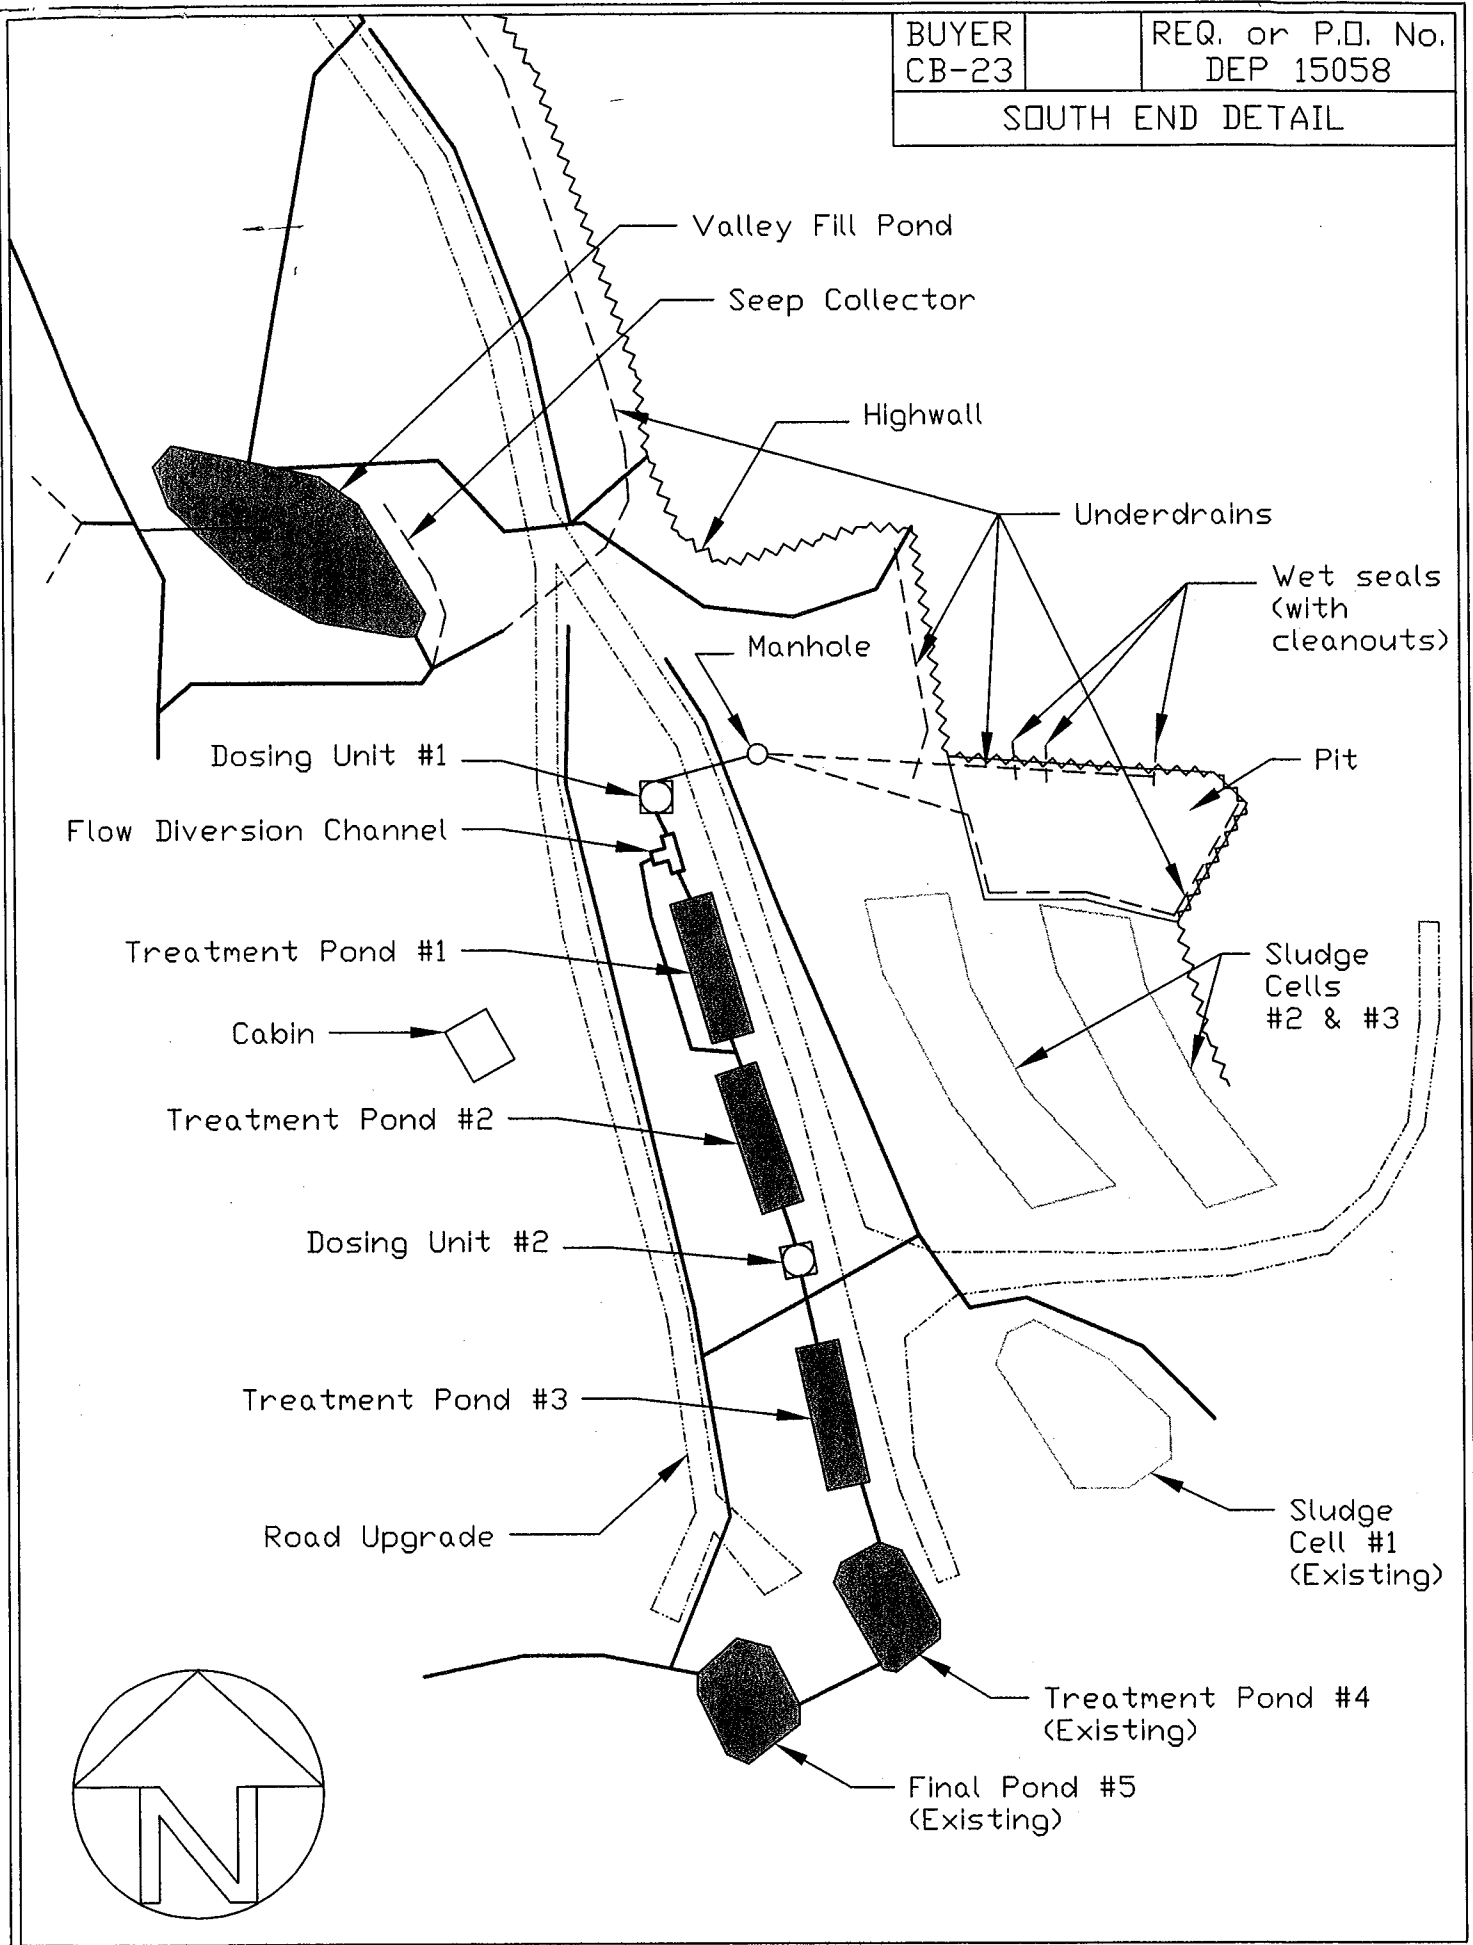 BUYER
CB-23
REQ. or P.O. No.
DEP 15058
SOUTH END DETAIL
Valley Fill Pond
Seep Collector
Highwall
Underdrains
Wet seals
(with
cleanouts)
Manhole
Dosing Unit #1
Pit
Flow Diversion Channel
Treatment Pond #1
Sludge
Cells
#2 & #3
Cabin
Treatment Pond #2
Dosing Unit #2
Treatment Pond #3
Road Upgrade
Sludge
Cell #1
(Existing)
Treatment Pond #4
(Existing)
Final Pond #5
(Existing)
N